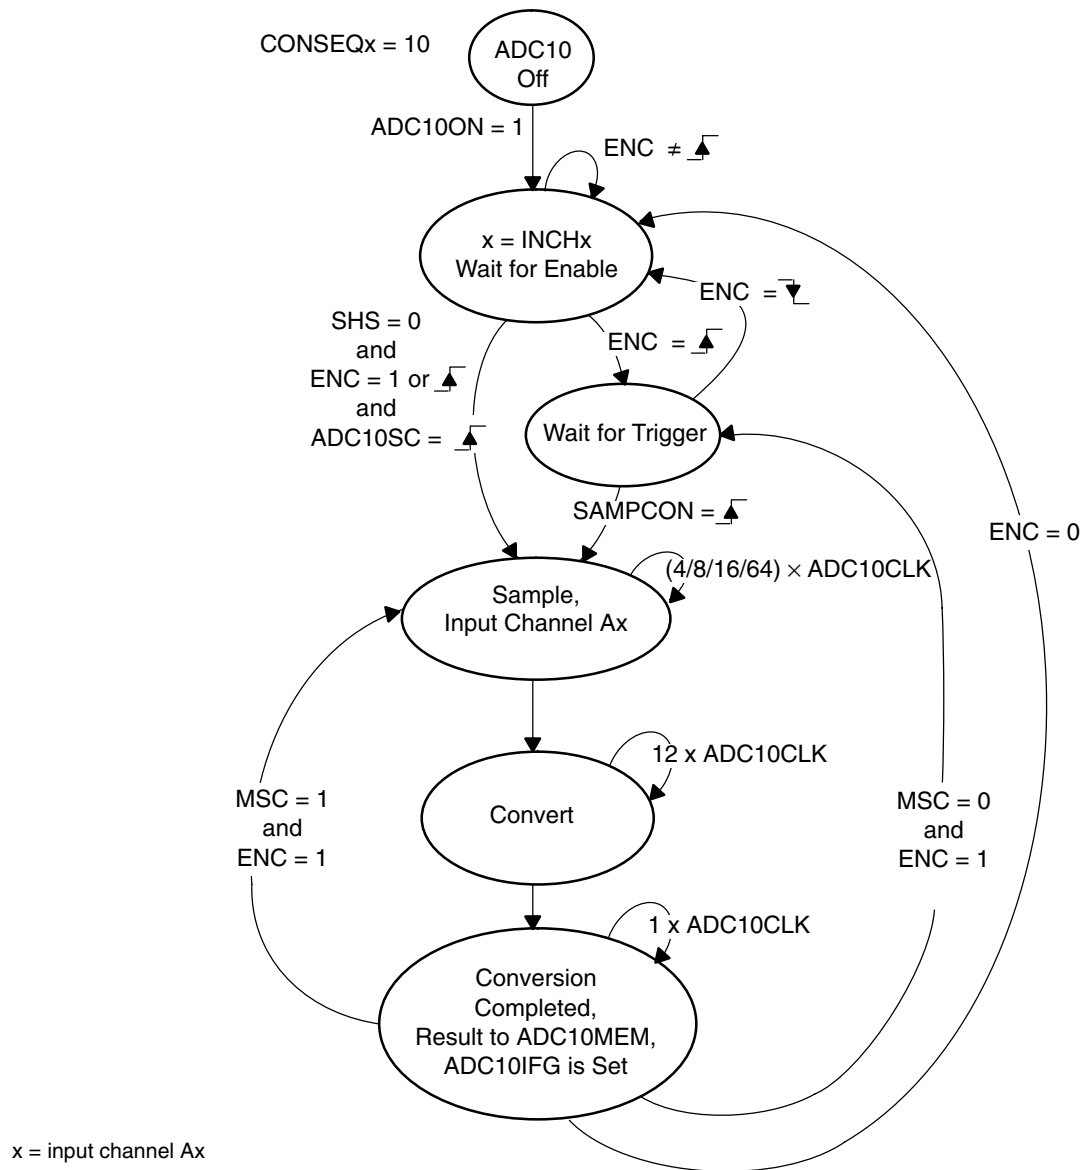 CONSEQx = 10
ADC10
Off
ADC10ON = 1
ENC ≠
x = INCHx
Wait for Enable
ENC =
SHS = 0
and
ENC = 1 or
and
ADC10SC =
ENC =
Wait for Trigger
SAMPCON =
ENC = 0
(4/8/16/64) × ADC10CLK
Sample,
Input Channel Ax
12 x ADC10CLK
MSC = 1
and
ENC = 1
Convert
MSC = 0
and
ENC = 1
1 x ADC10CLK
Conversion
Completed,
Result to ADC10MEM,
ADC10IFG is Set
x = input channel Ax